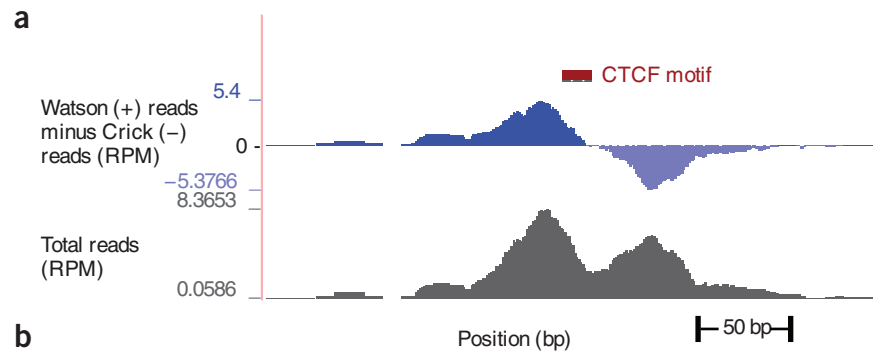 a
CTCF motif
5.4
Watson (+) reads
minus Crick (−)
reads (RPM)
0
−5.3766
8.3653
Total reads
(RPM)
0.0586
50 bp
Position (bp)
b